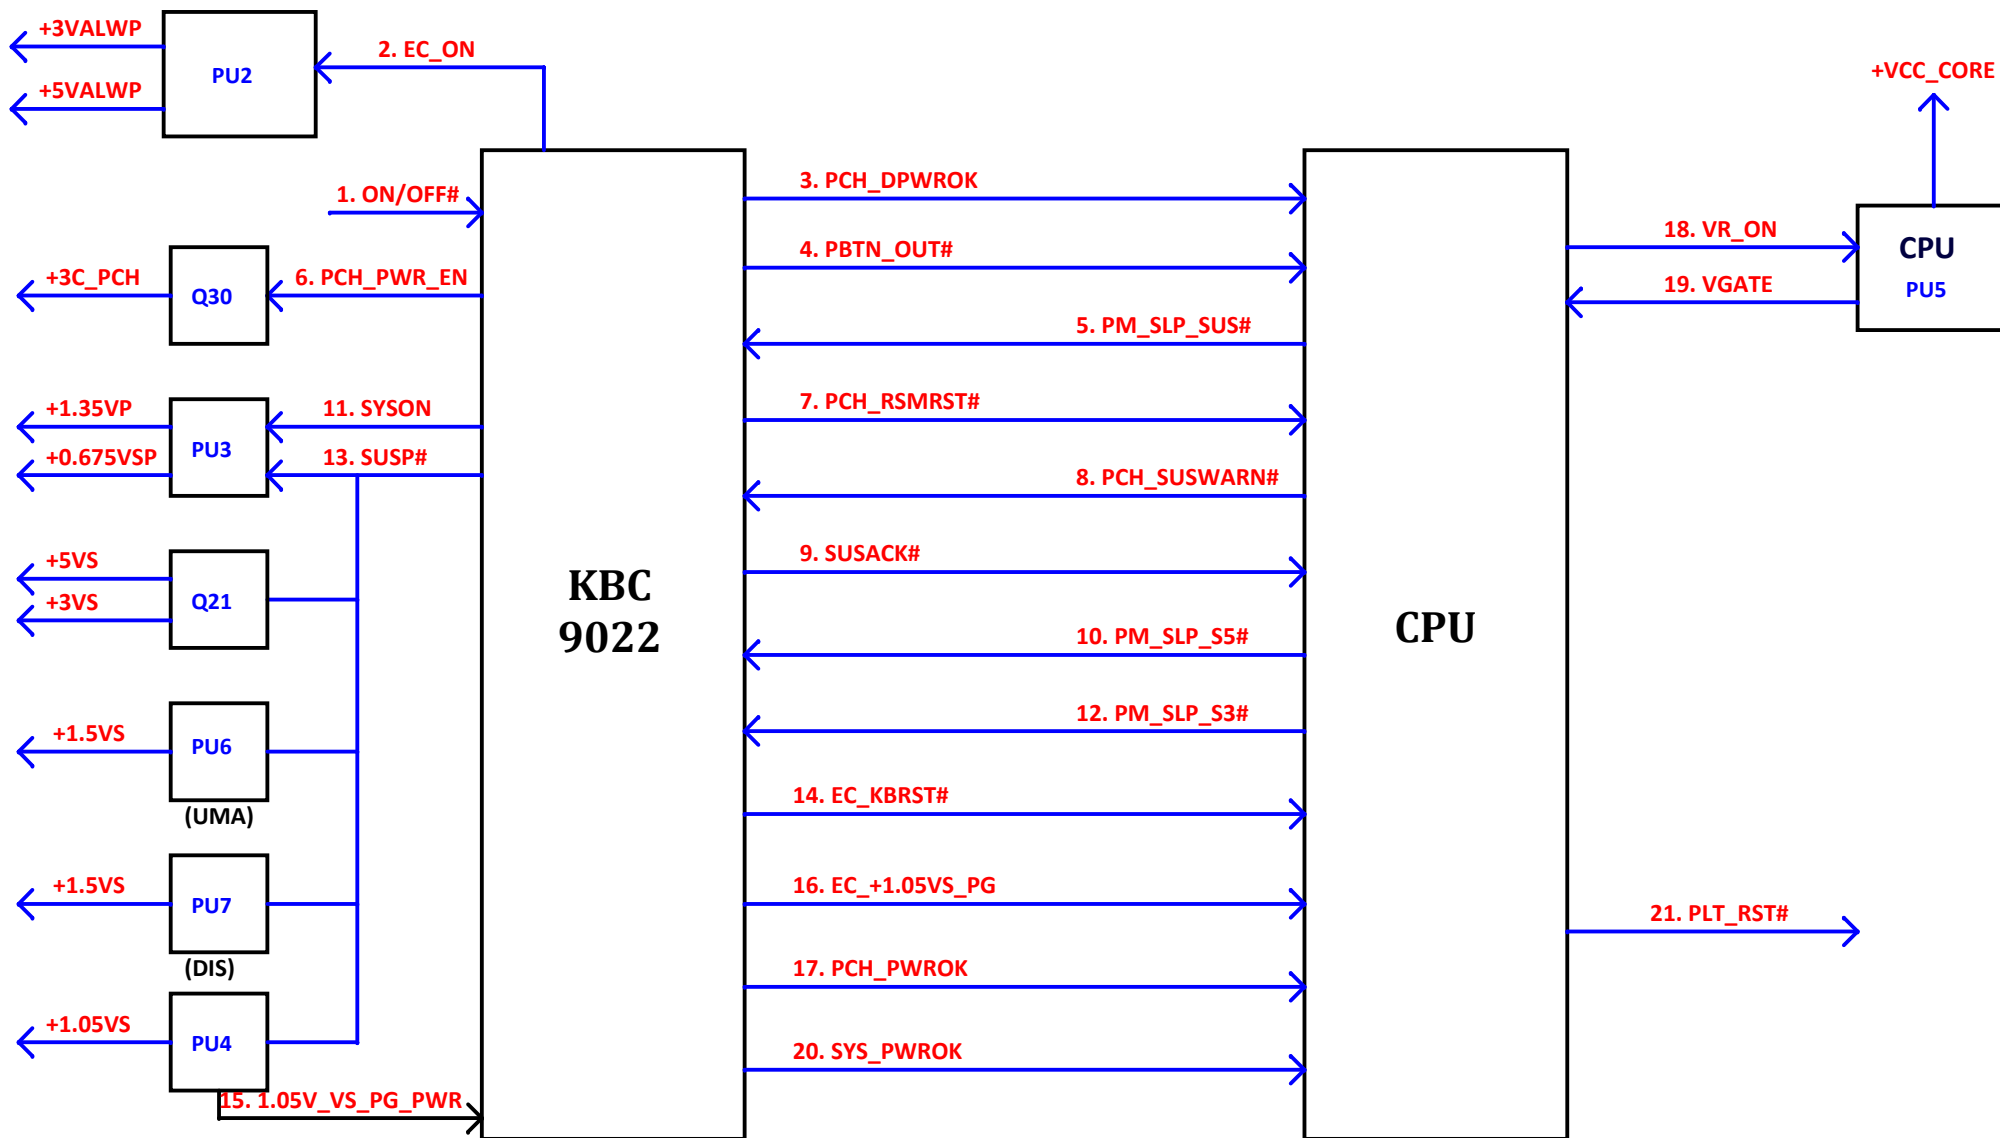 +3VALWP
2. EC_ON
PU2
+VCC_CORE
+5VALWP
3. PCH_DPWROK
1. ON/OFF#
18. VR_ON
4. PBTN_OUT#
CPU
+3C_PCH
6. PCH_PWR_EN
19. VGATE
Q30
PU5
5. PM_SLP_SUS#
+1.35VP
11. SYSON
7. PCH_RSMRST#
PU3
+0.675VSP
13. SUSP#
8. PCH_SUSWARN#
+5VS
9. SUSACK#
KBC
9022
+3VS
Q21
CPU
10. PM_SLP_S5#
12. PM_SLP_S3#
+1.5VS
PU6
14. EC_KBRST#
(UMA)
+1.5VS
16. EC_+1.05VS_PG
PU7
21. PLT_RST#
(DIS)
17. PCH_PWROK
+1.05VS
PU4
20. SYS_PWROK
15. 1.05V_VS_PG_PWR